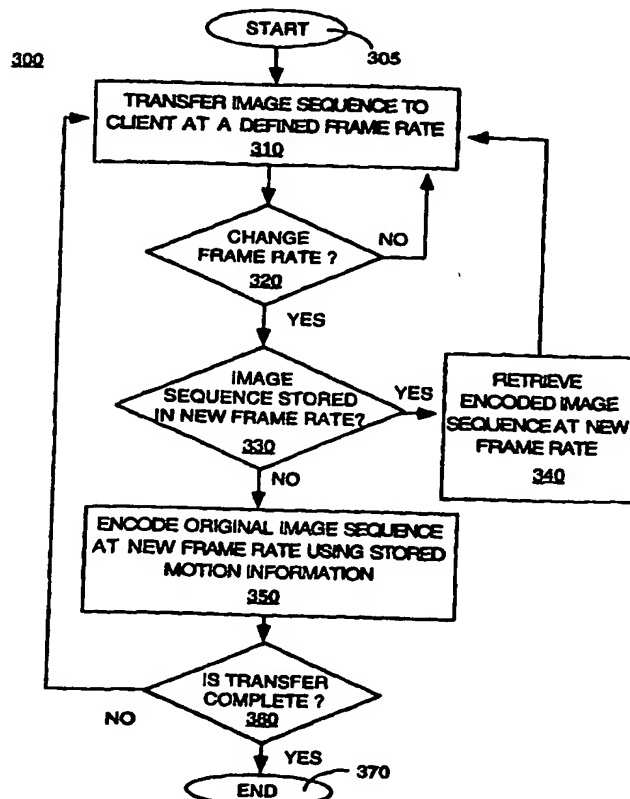 300
START
305
TRANSFER IMAGE SEQUENCE TO
CLIENT AT A DEFINED FRAME RATE
310
CHANGE
FRAME RATE ?
320
NO
YES
IMAGE
SEQUENCE STORED
IN NEW FRAME RATE?
330
YES
RETRIEVE
ENCODED IMAGE
SEQUENCE AT NEW
FRAME RATE
340
NO
ENCODE ORIGINAL IMAGE SEQUENCE
AT NEW FRAME RATE USING STORED
MOTION INFORMATION
350
IS TRANSFER
COMPLETE ?
360
NO
YES
370
END